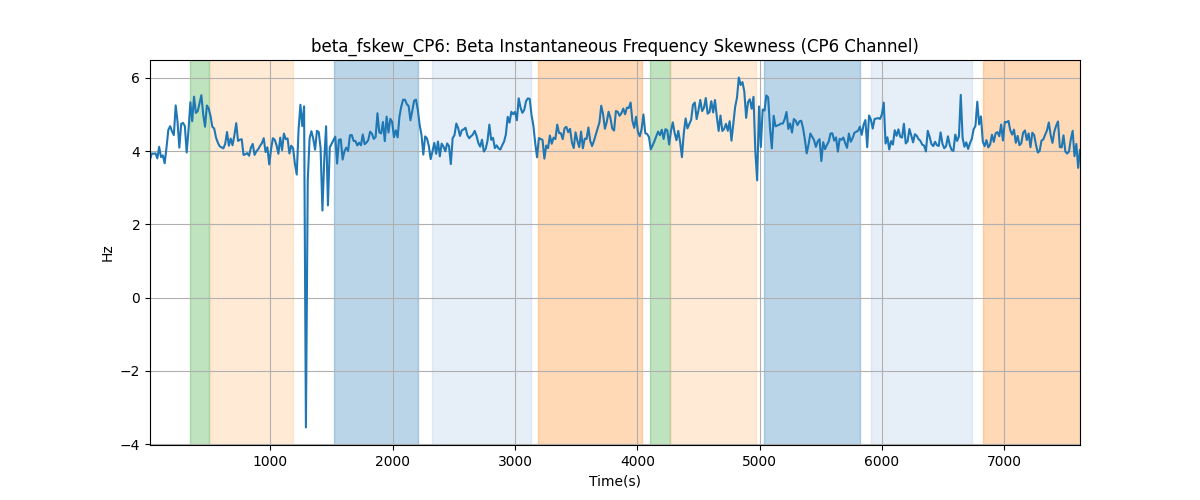 beta_fskew_CP6: Beta Instantaneous Frequency Skewness (CP6 Channel)
6
4
2
0
−2
−4
Hz
1000 2000 3000 4000 5000 6000 7000
Time(s)